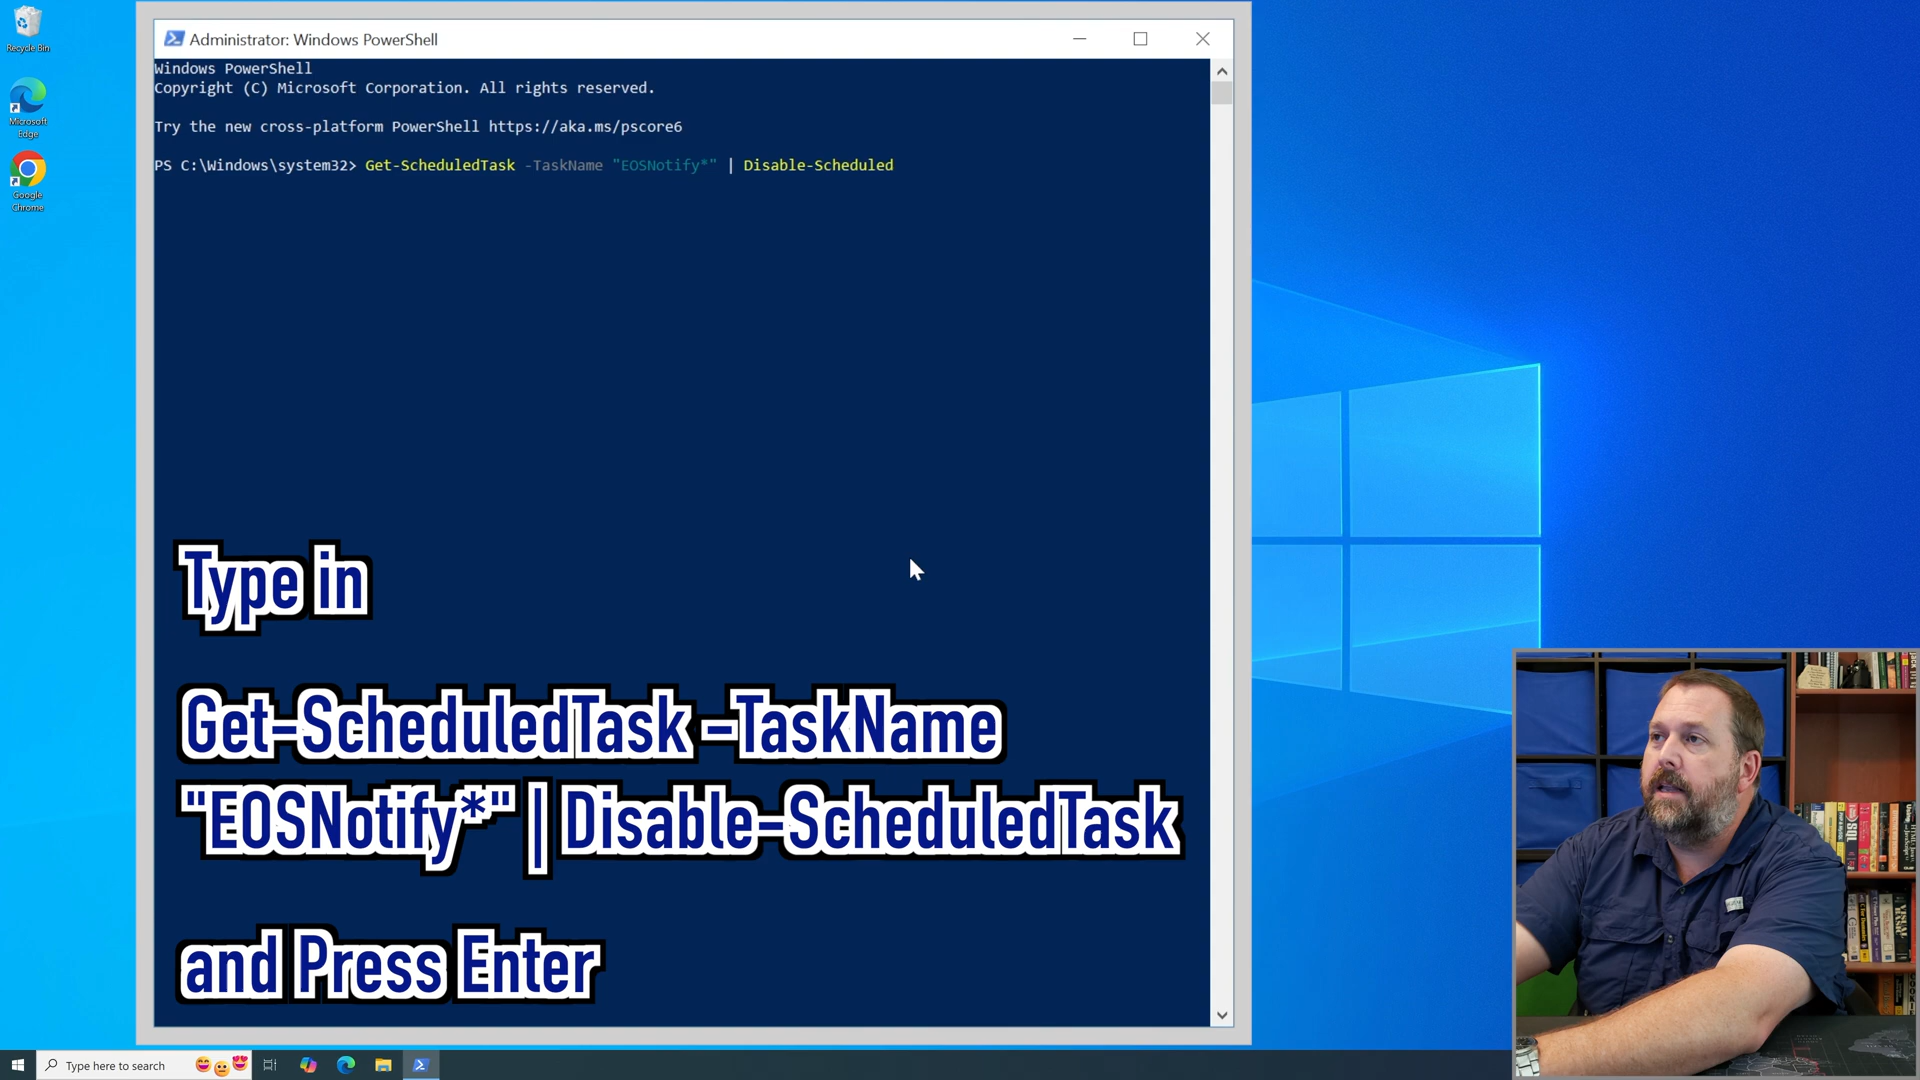 Recycle Bin
Microsoft
Edge
Google
Chrome
Administrator: Windows PowerShell
Windows PowerShell
Copyright (C) Microsoft Corporation. All rights reserved.
Try the new cross-platform PowerShell https://aka.ms/pscore6
PS C:\Windows\system32> Get-ScheduledTask -TaskName "EOSNotify*" | Disable-Scheduled
Type in
Get-ScheduledTask -TaskName
"EOSNotify*" | Disable-ScheduledTask
and Press Enter
Type here to search